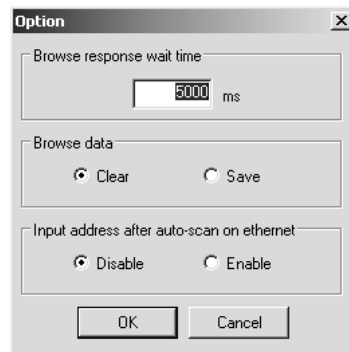 Option
Browse response wait time
5000 ms
Browse data
Clear Save
Input address after auto-scan on ethernet
Disable Enable
OK Cancel